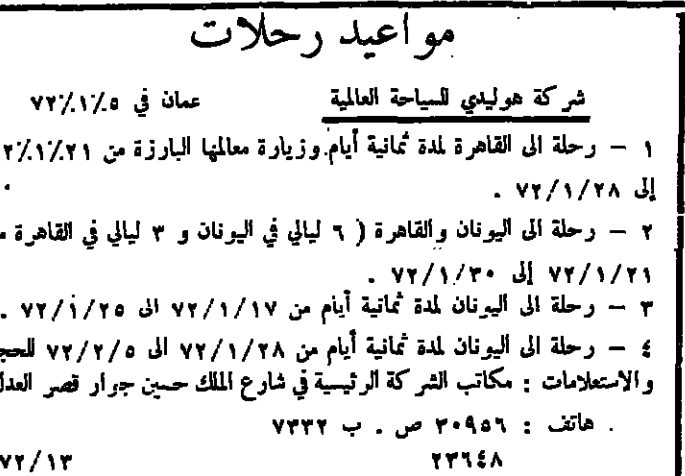 مواعيد رحلات
شركة هوليدي للسياحة العالمية عمان في ٥٪١٪٧٢
١ – رحلة الى القاهرة لمدة ثمانية أيام وزيارة معالمها البارزة من ٢١٪١٪٢
إلى ٧٢/١/٢٨ .
٢ – رحلة الى اليونان والقاهرة ( ٦ ليالي في اليونان و ٣ ليالي في القاهرة
٧٢/١/٢١ إلى ٧٢/١/٣٠ .
٣ – رحلة الى اليونان لمدة ثمانية أيام من ٧٢/١/١٧ الى ٧٢/١/٢٥ .
٤ – رحلة الى اليونان لمدة ثمانية أيام من ٧٢/١/٢٨ الى ٧٢/٢/٥ للحج
والاستعلامات : مكاتب الشركة الرئيسية في شارع الملك حسين جوار قصر العدل
هاتف : ٣٠٩٥٦ ص . ب ٧٣٣٢
٢٣٦٤٨ ٧٢/١٣